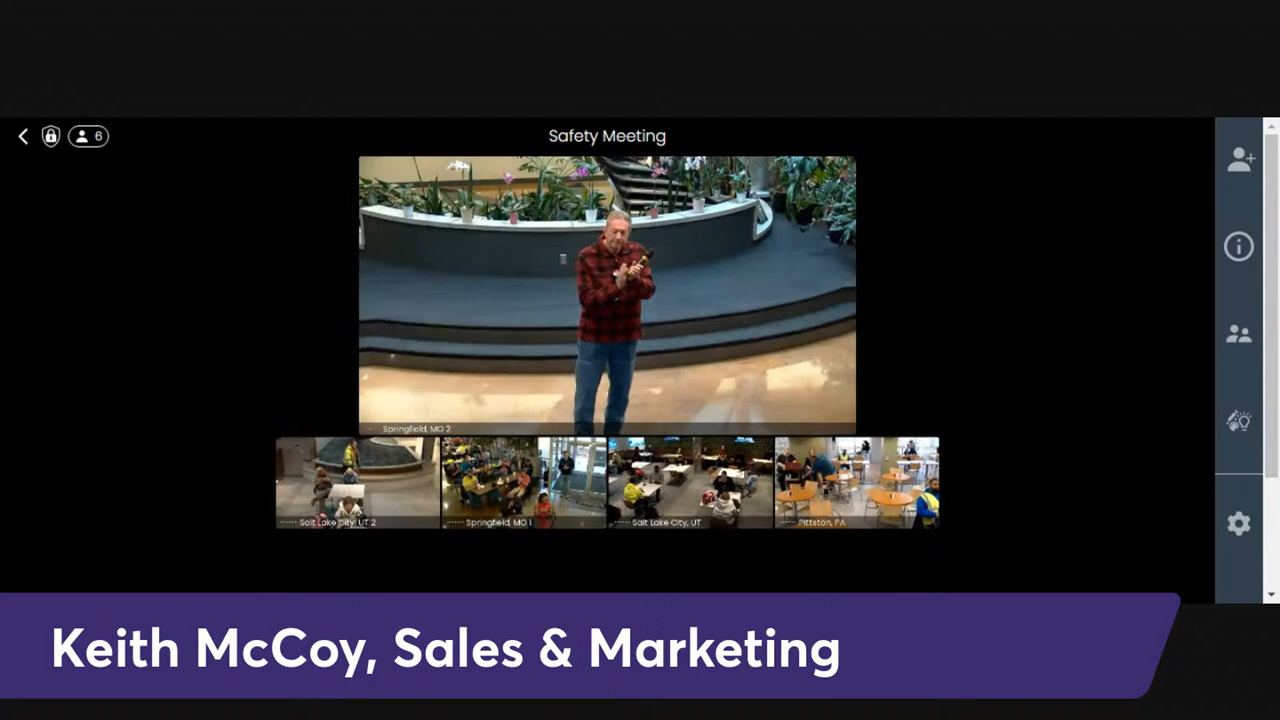 6
Safety Meeting
Springfield, MO 2
Salt Lake City, UT 2
Springfield, MO 1
Salt Lake City, UT
Pittston, PA
Keith McCoy, Sales & Marketing